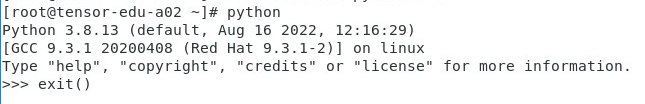 [root@tensor-edu-a02 ~]# python
Python 3.8.13 (default, Aug 16 2022, 12:16:29)
[GCC 9.3.1 20200408 (Red Hat 9.3.1-2)] on linux
Type "help", "copyright", "credits" or "license" for more information.
>>> exit()